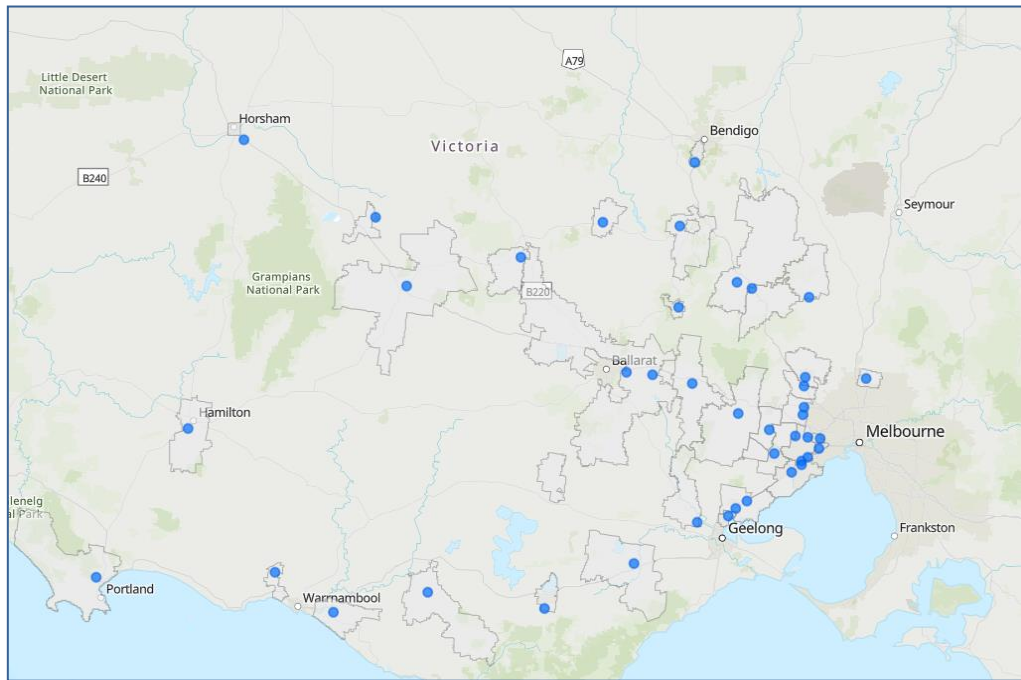 A79
Little Desert
National Park
Horsham
Bendigo
Victoria
B240
Seymour
Grampians
National Park
B220
Ballarat
Hamilton
Melbourne
lenelg
al Park
Geelong
Frankston
Portland
Warrnambool